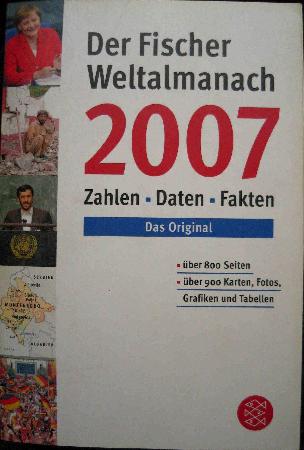 Der Fischer
Weltalmanach
2007
Zahlen ▪ Daten ▪ Fakten
Das Original
▪ über 800 Seiten
▪ über 900 Karten, Fotos,
Grafiken und Tabellen